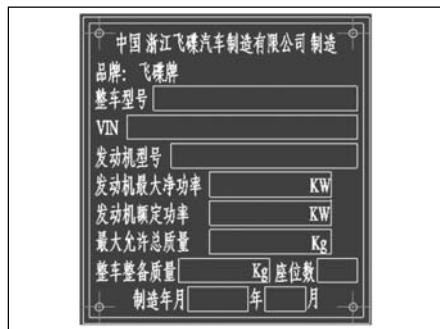 中国 浙江飞碟汽车制造有限公司 制造
品牌：飞碟牌
整车型号
VIN
发动机型号
发动机最大净功率 KW
发动机额定功率 KW
最大允许总质量 Kg
整车整备质量 Kg 座位数
制造年月 年 月